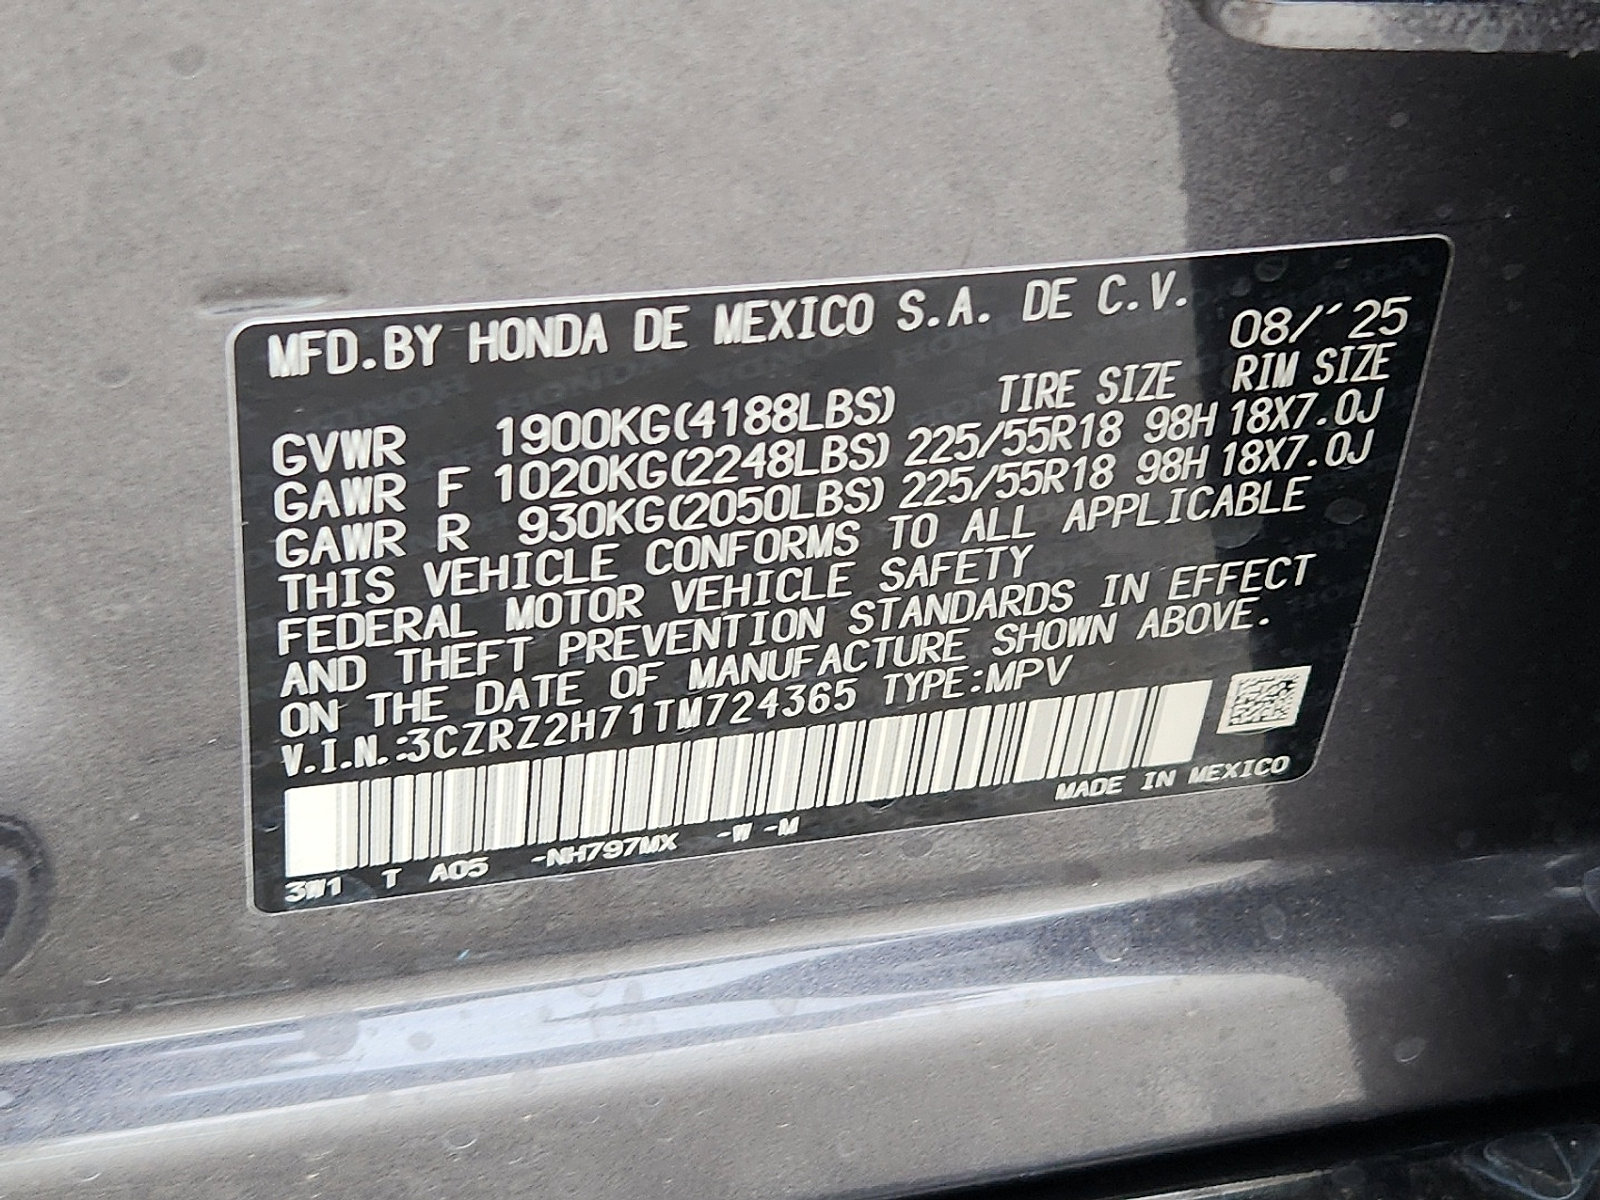 MFD.BY HONDA DE MEXICO S.A. DE C.V.
08/´25
TIRE SIZE RIM SIZE
GVWR 1900KG(4188LBS)
GAWR F 1020KG(2248LBS) 225/55R18 98H 18X7.0J
GAWR R 930KG(2050LBS) 225/55R18 98H 18X7.0J
THIS VEHICLE CONFORMS TO ALL APPLICABLE
FEDERAL MOTOR VEHICLE SAFETY
AND THEFT PREVENTION STANDARDS IN EFFECT
ON THE DATE OF MANUFACTURE SHOWN ABOVE.
V.I.N.:3CZRZ2H71TM724365 TYPE:MPV
MADE IN MEXICO
3W1 T A05 -NH797MX -W -M